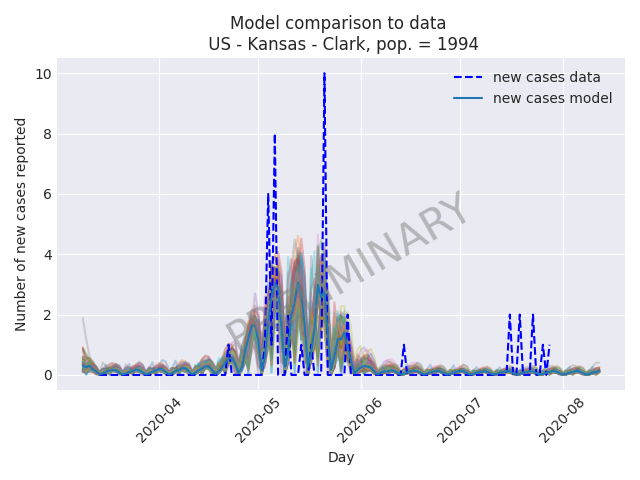 Model comparison to data
US - Kansas - Clark, pop. = 1994
Number of new cases reported
10
8
6
4
2
0
new cases data
new cases model
PRELIMINARY
2020-04
2020-05
2020-06
2020-07
2020-08
Day